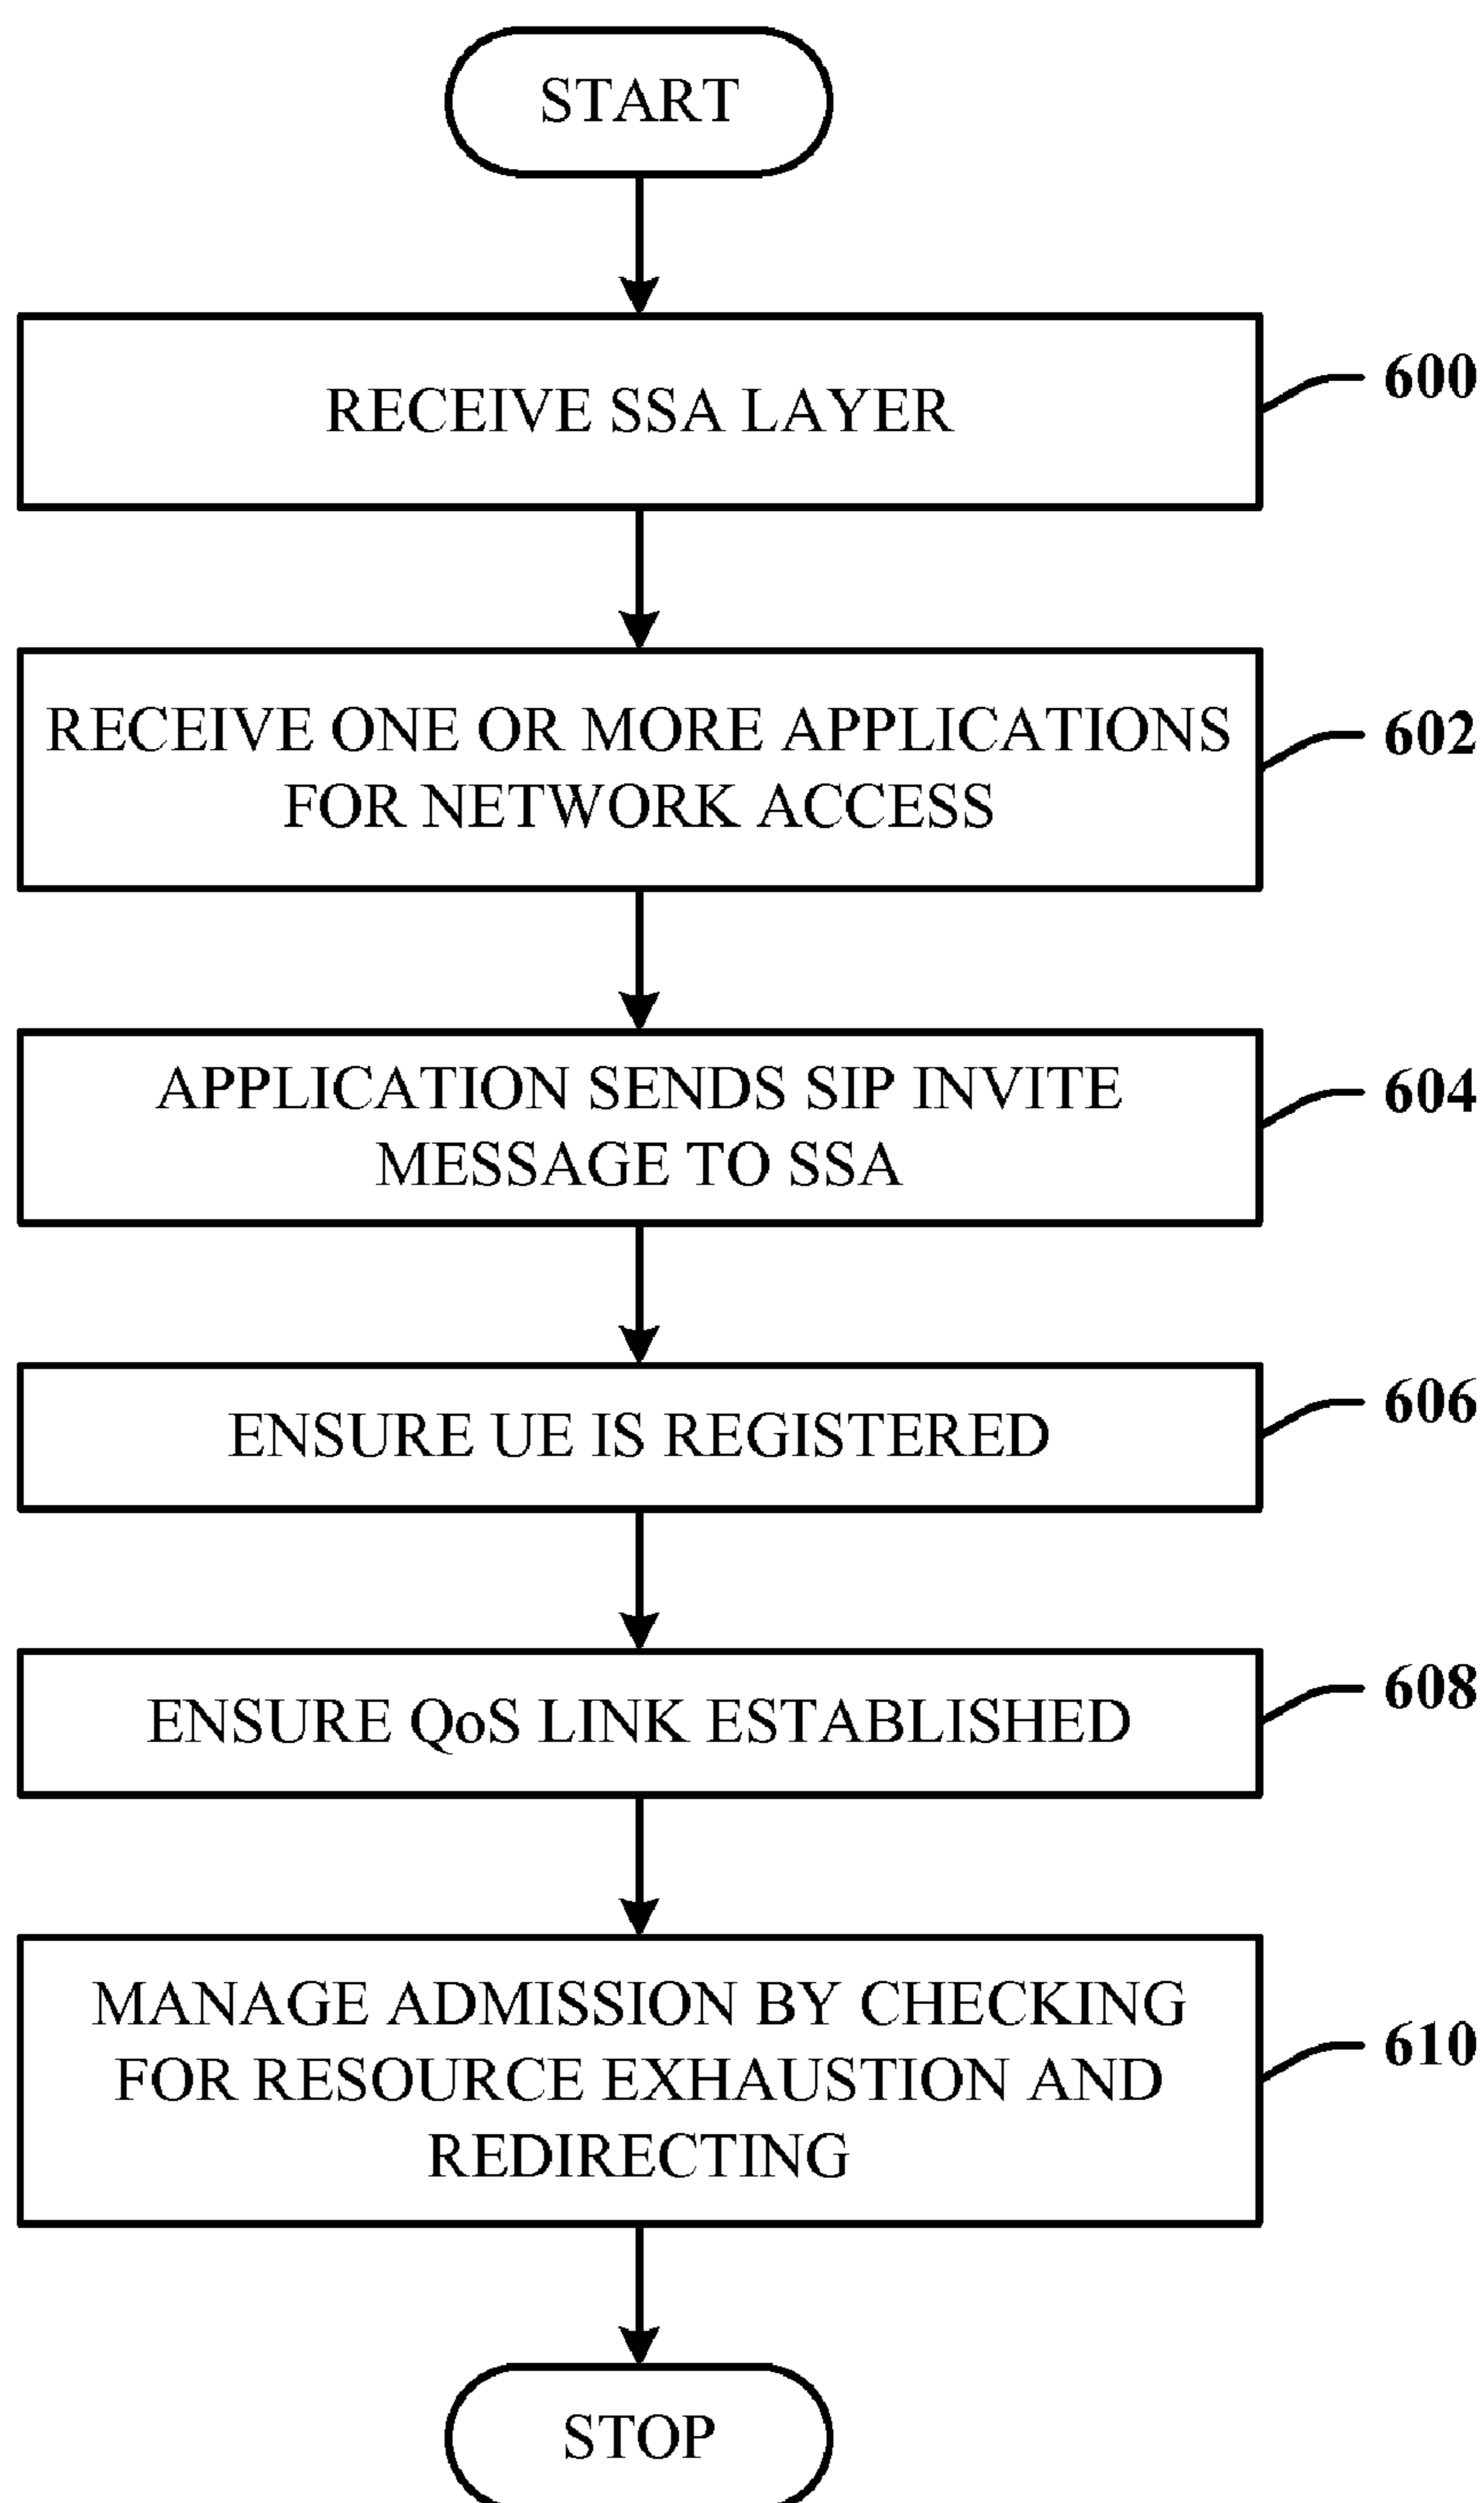 START
RECEIVE SSA LAYER
600
RECEIVE ONE OR MORE APPLICATIONS
FOR NETWORK ACCESS
602
APPLICATION SENDS SIP INVITE
MESSAGE TO SSA
604
ENSURE UE IS REGISTERED
606
ENSURE QoS LINK ESTABLISHED
608
MANAGE ADMISSION BY CHECKING
FOR RESOURCE EXHAUSTION AND
REDIRECTING
610
STOP